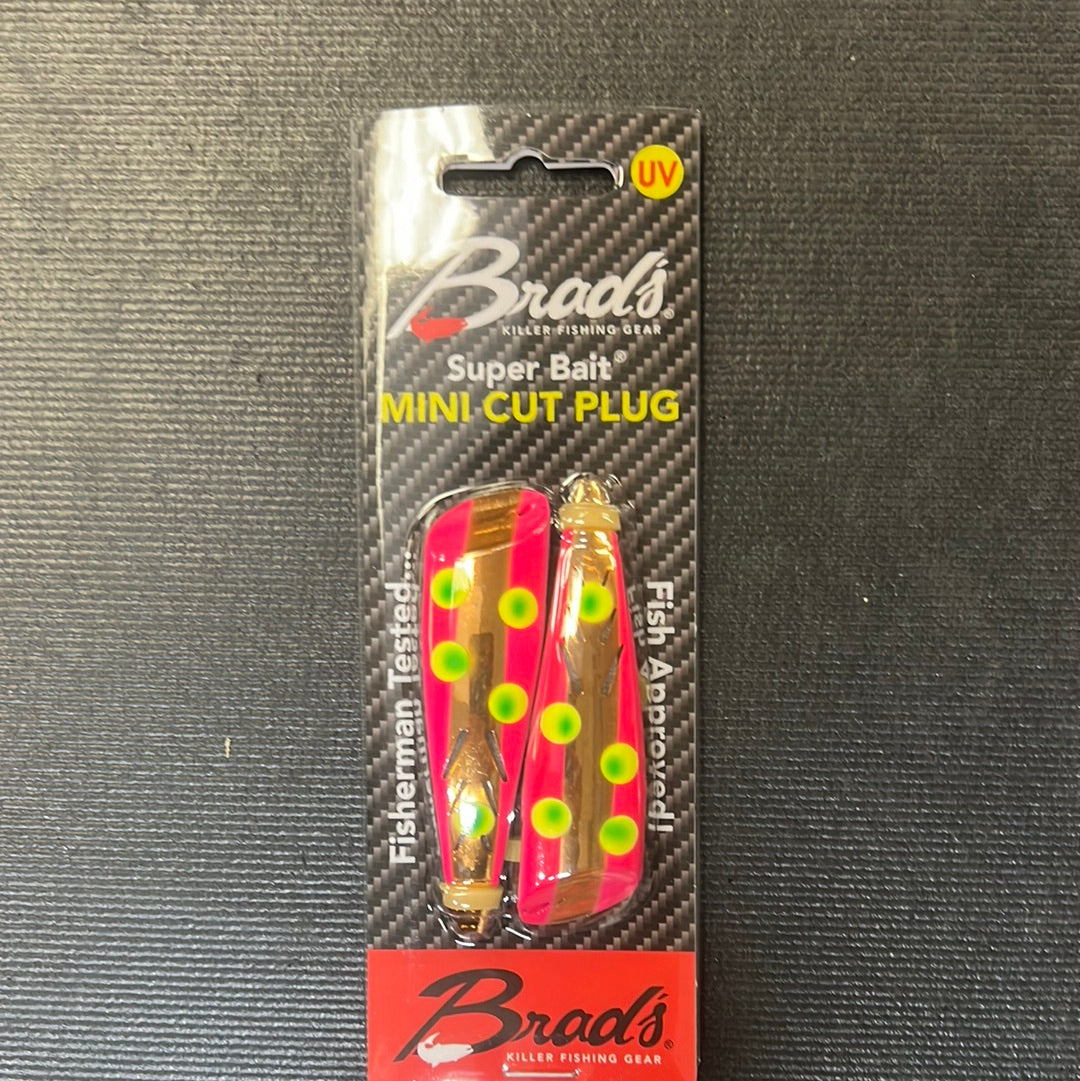 UV
Brad's®
KILLER FISHING GEAR
Super Bait®
MINI CUT PLUG
Fisherman Tested...
Fish Approved!
Brad's®
KILLER FISHING GEAR